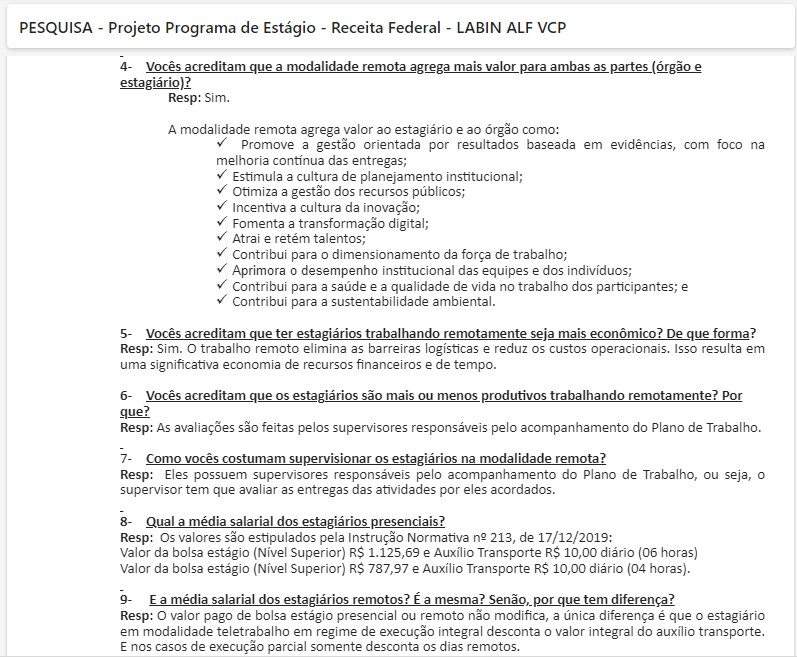 PESQUISA - Projeto Programa de Estágio - Receita Federal - LABIN ALF VCP
4- Vocês acreditam que a modalidade remota agrega mais valor para ambas as partes (órgão e
estagiário)?
Resp: Sim.
A modalidade remota agrega valor ao estagiário e ao órgão como:
✓ Promove a gestão orientada por resultados baseada em evidências, com foco na
melhoria contínua das entregas;
✓ Estimula a cultura de planejamento institucional;
✓ Otimiza a gestão dos recursos públicos;
✓ Incentiva a cultura da inovação;
✓ Fomenta a transformação digital;
✓ Atrai e retém talentos;
✓ Contribui para o dimensionamento da força de trabalho;
✓ Aprimora o desempenho institucional das equipes e dos indivíduos;
✓ Contribui para a saúde e a qualidade de vida no trabalho dos participantes; e
✓ Contribui para a sustentabilidade ambiental.
5- Vocês acreditam que ter estagiários trabalhando remotamente seja mais econômico? De que forma?
Resp: Sim. O trabalho remoto elimina as barreiras logísticas e reduz os custos operacionais. Isso resulta em
uma significativa economia de recursos financeiros e de tempo.
6- Vocês acreditam que os estagiários são mais ou menos produtivos trabalhando remotamente? Por
que?
Resp: As avaliações são feitas pelos supervisores responsáveis pelo acompanhamento do Plano de Trabalho.
7- Como vocês costumam supervisionar os estagiários na modalidade remota?
Resp: Eles possuem supervisores responsáveis pelo acompanhamento do Plano de Trabalho, ou seja, o
supervisor tem que avaliar as entregas das atividades por eles acordados.
8- Qual a média salarial dos estagiários presenciais?
Resp: Os valores são estipulados pela Instrução Normativa nº 213, de 17/12/2019:
Valor da bolsa estágio (Nível Superior) R$ 1.125,69 e Auxílio Transporte R$ 10,00 diário (06 horas)
Valor da bolsa estágio (Nível Superior) R$ 787,97 e Auxílio Transporte R$ 10,00 diário (04 horas).
9- E a média salarial dos estagiários remotos? É a mesma? Senão, por que tem diferença?
Resp: O valor pago de bolsa estágio presencial ou remoto não modifica, a única diferença é que o estagiário
em modalidade teletrabalho em regime de execução integral desconta o valor integral do auxílio transporte.
E nos casos de execução parcial somente desconta os dias remotos.